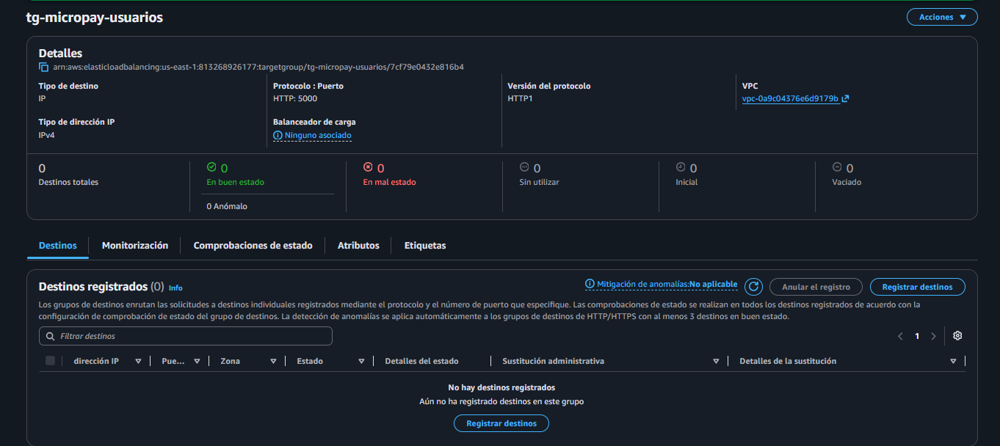 tg-micropay-usuarios
Acciones
Detalles
arn:aws:elasticloadbalancing:us-east-1:813268926177:targetgroup/tg-micropay-usuarios/7cf79e0432e816b4
Tipo de destino
IP
Protocolo : Puerto
HTTP: 5000
Versión del protocolo
HTTP1
VPC
vpc-0a9c04376e6d9179b
Tipo de dirección IP
IPv4
Balanceador de carga
Ninguno asociado
0
Destinos totales
0
En buen estado
0 Anómalo
0
En mal estado
0
Sin utilizar
0
Inicial
0
Vaciado
Destinos
Monitorización
Comprobaciones de estado
Atributos
Etiquetas
Destinos registrados (0) Info
Mitigación de anomalías:No aplicable
Anular el registro
Registrar destinos
Los grupos de destinos enrutan las solicitudes a destinos individuales registrados mediante el protocolo y el número de puerto que especifique. Las comprobaciones de estado se realizan en todos los destinos registrados de acuerdo con la
configuración de comprobación de estado del grupo de destinos. La detección de anomalías se aplica automáticamente a los grupos de destinos de HTTP/HTTPS con al menos 3 destinos en buen estado.
Filtrar destinos
1
dirección IP
Pue...
Zona
Estado
Detalles del estado
Sustitución administrativa
Detalles de la sustitución
No hay destinos registrados
Aún no ha registrado destinos en este grupo
Registrar destinos